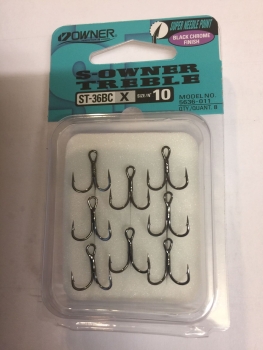 OWNER
SUPER NEEDLE POINT
BLACK CHROME
FINISH
S-OWNER
TREBLE
ST-36BC X SIZE/N° 10
MODEL NO.
5636-011
QTY/QUANT. 8